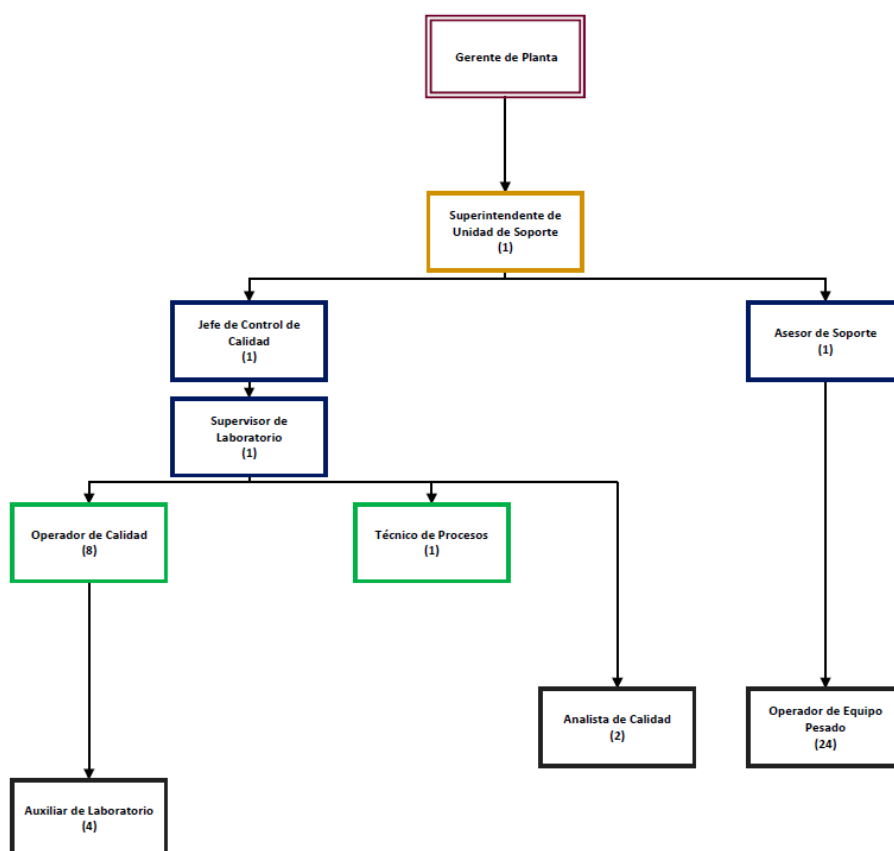 Gerente de Planta
Superintendente de
Unidad de Soporte
(1)
Jefe de Control de
Calidad
(1)
Asesor de Soporte
(1)
Supervisor de
Laboratorio
(1)
Operador de Calidad
(8)
Técnico de Procesos
(1)
Analista de Calidad
(2)
Operador de Equipo
Pesado
(24)
Auxiliar de Laboratorio
(4)